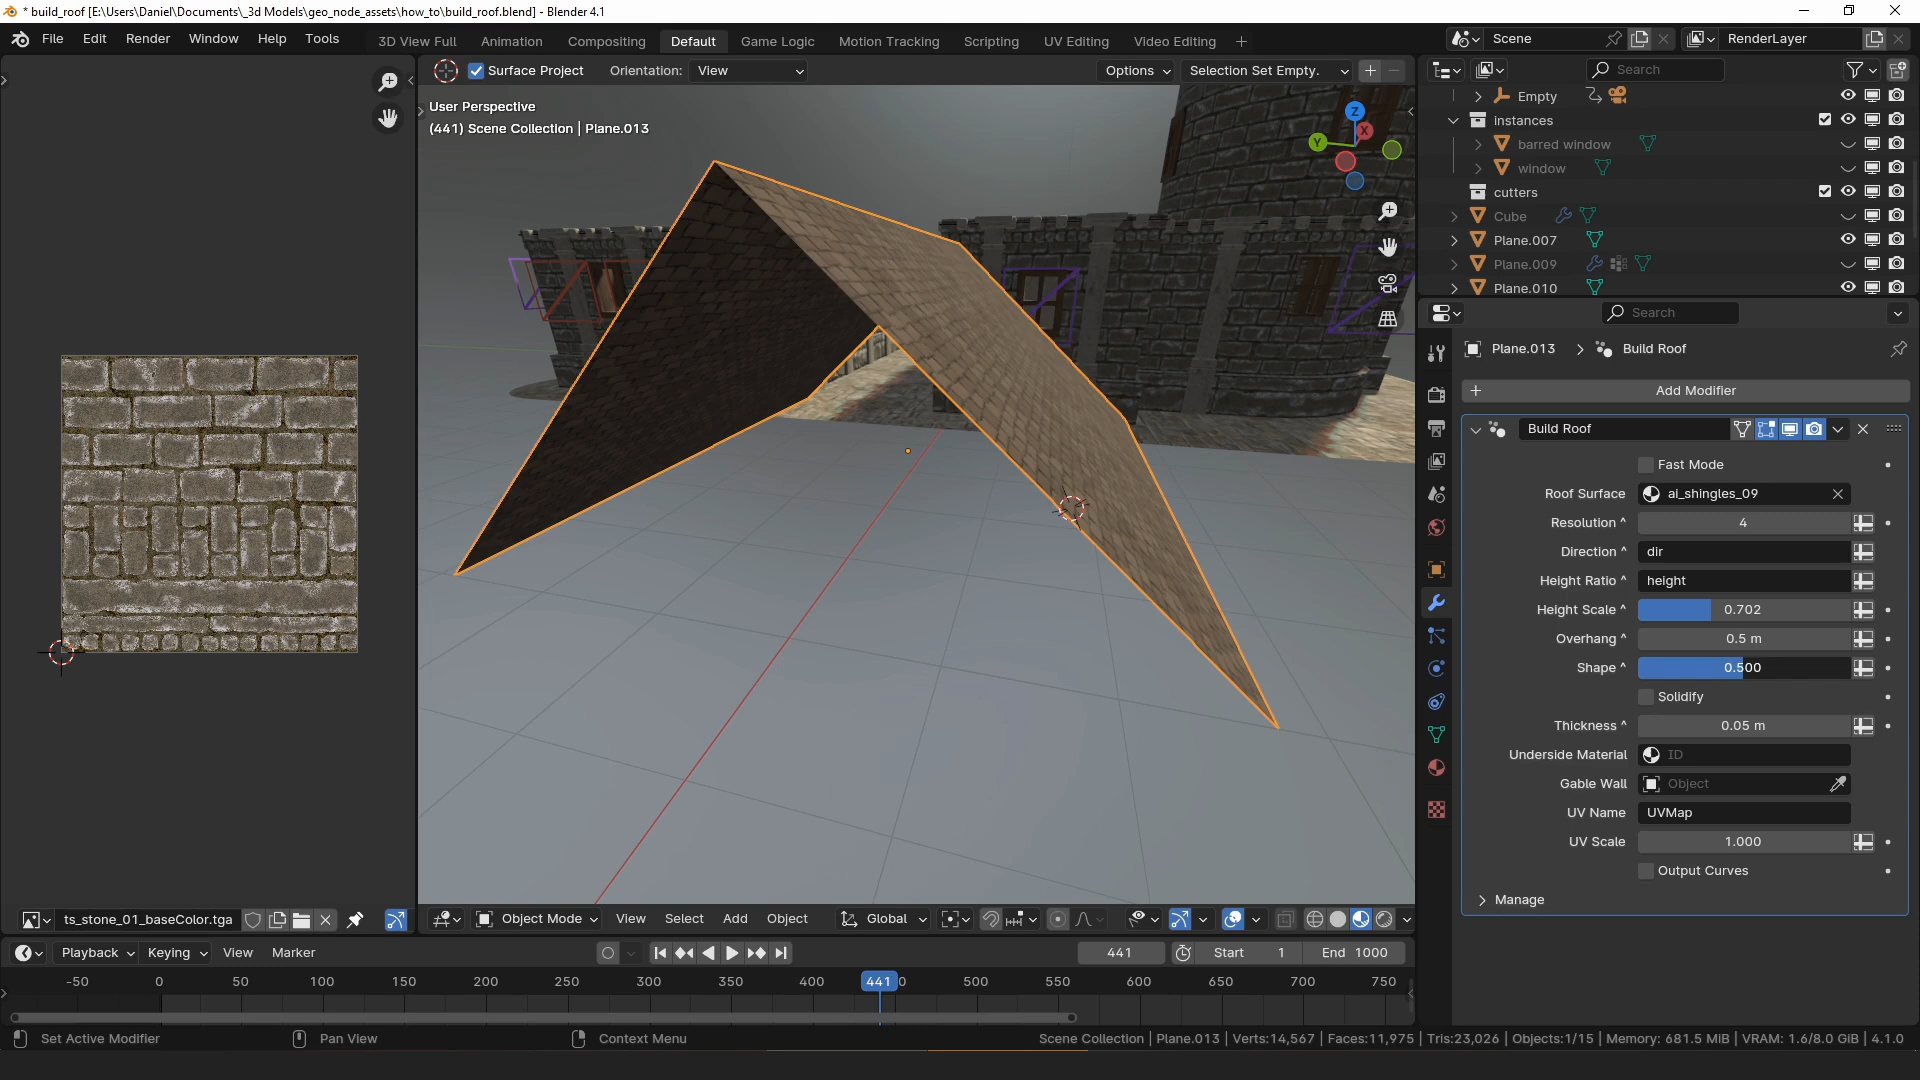 * build_roof [E:\Users\Daniel\Documents\_3d Models\geo_node_assets\how_to\build_roof.blend] - Blender 4.1
File Edit Render Window Help Tools 3D View Full Animation Compositing Default Game Logic Motion Tracking Scripting UV Editing Video Editing + Scene RenderLayer
Surface Project Orientation: View Options Selection Set Empty. Search
User Perspective
(441) Scene Collection | Plane.013
Z
X
Y
Empty
instances
barred window
window
cutters
Cube
Plane.007
Plane.009
Plane.010
Search
Plane.013 > Build Roof
+ Add Modifier
Build Roof
Fast Mode
Roof Surface ai_shingles_09
Resolution ^ 4
Direction ^ dir
Height Ratio ^ height
Height Scale ^ 0.702
Overhang ^ 0.5 m
Shape ^ 0.500
Solidify
Thickness ^ 0.05 m
Underside Material ID
Gable Wall Object
UV Name UVMap
UV Scale 1.000
Output Curves
Manage
ts_stone_01_baseColor.tga Object Mode View Select Add Object Global
Playback Keying View Marker 441 Start 1 End 1000
-50 0 50 100 150 200 250 300 350 400 441 0 500 550 600 650 700 750
Set Active Modifier Pan View Context Menu Scene Collection | Plane.013 | Verts:14,567 | Faces:11,975 | Tris:23,026 | Objects:1/15 | Memory: 681.5 MiB | VRAM: 1.6/8.0 GiB | 4.1.0